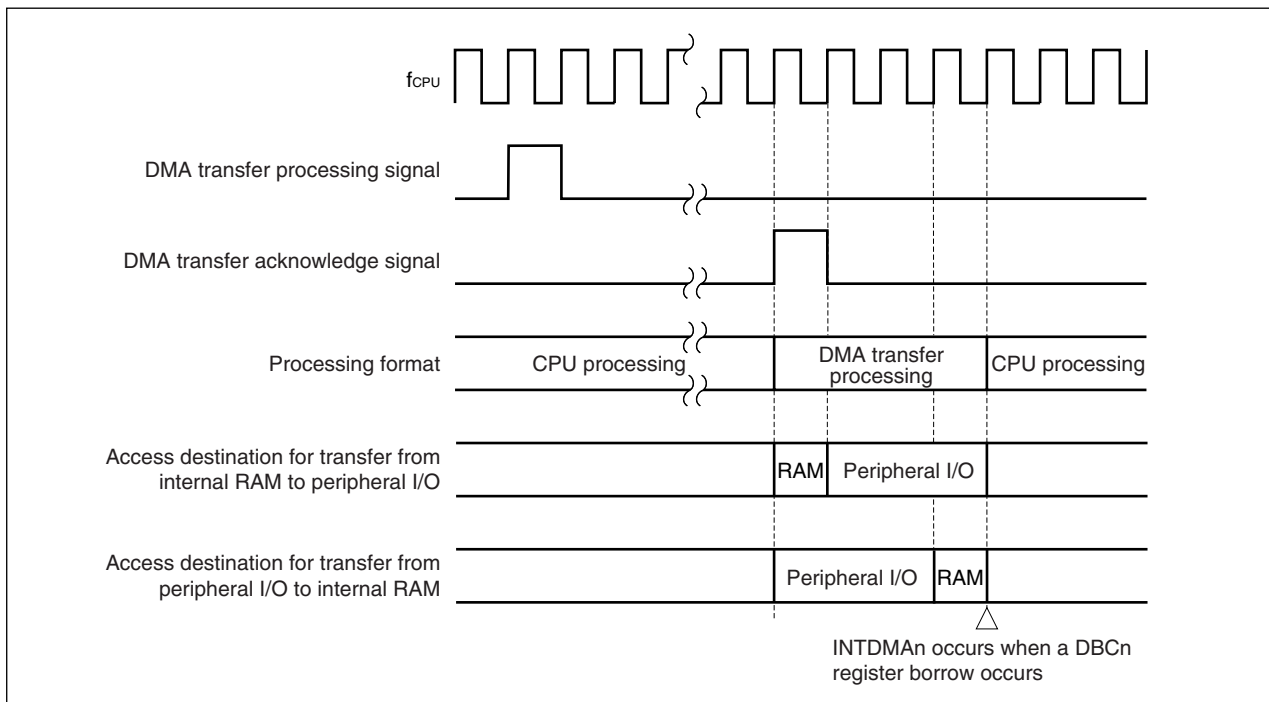 fCPU
DMA transfer processing signal
DMA transfer acknowledge signal
Processing format
CPU processing
DMA transfer
processing
CPU processing
Access destination for transfer from
internal RAM to peripheral I/O
RAM
Peripheral I/O
Access destination for transfer from
peripheral I/O to internal RAM
Peripheral I/O
RAM
INTDMAn occurs when a DBCn
register borrow occurs